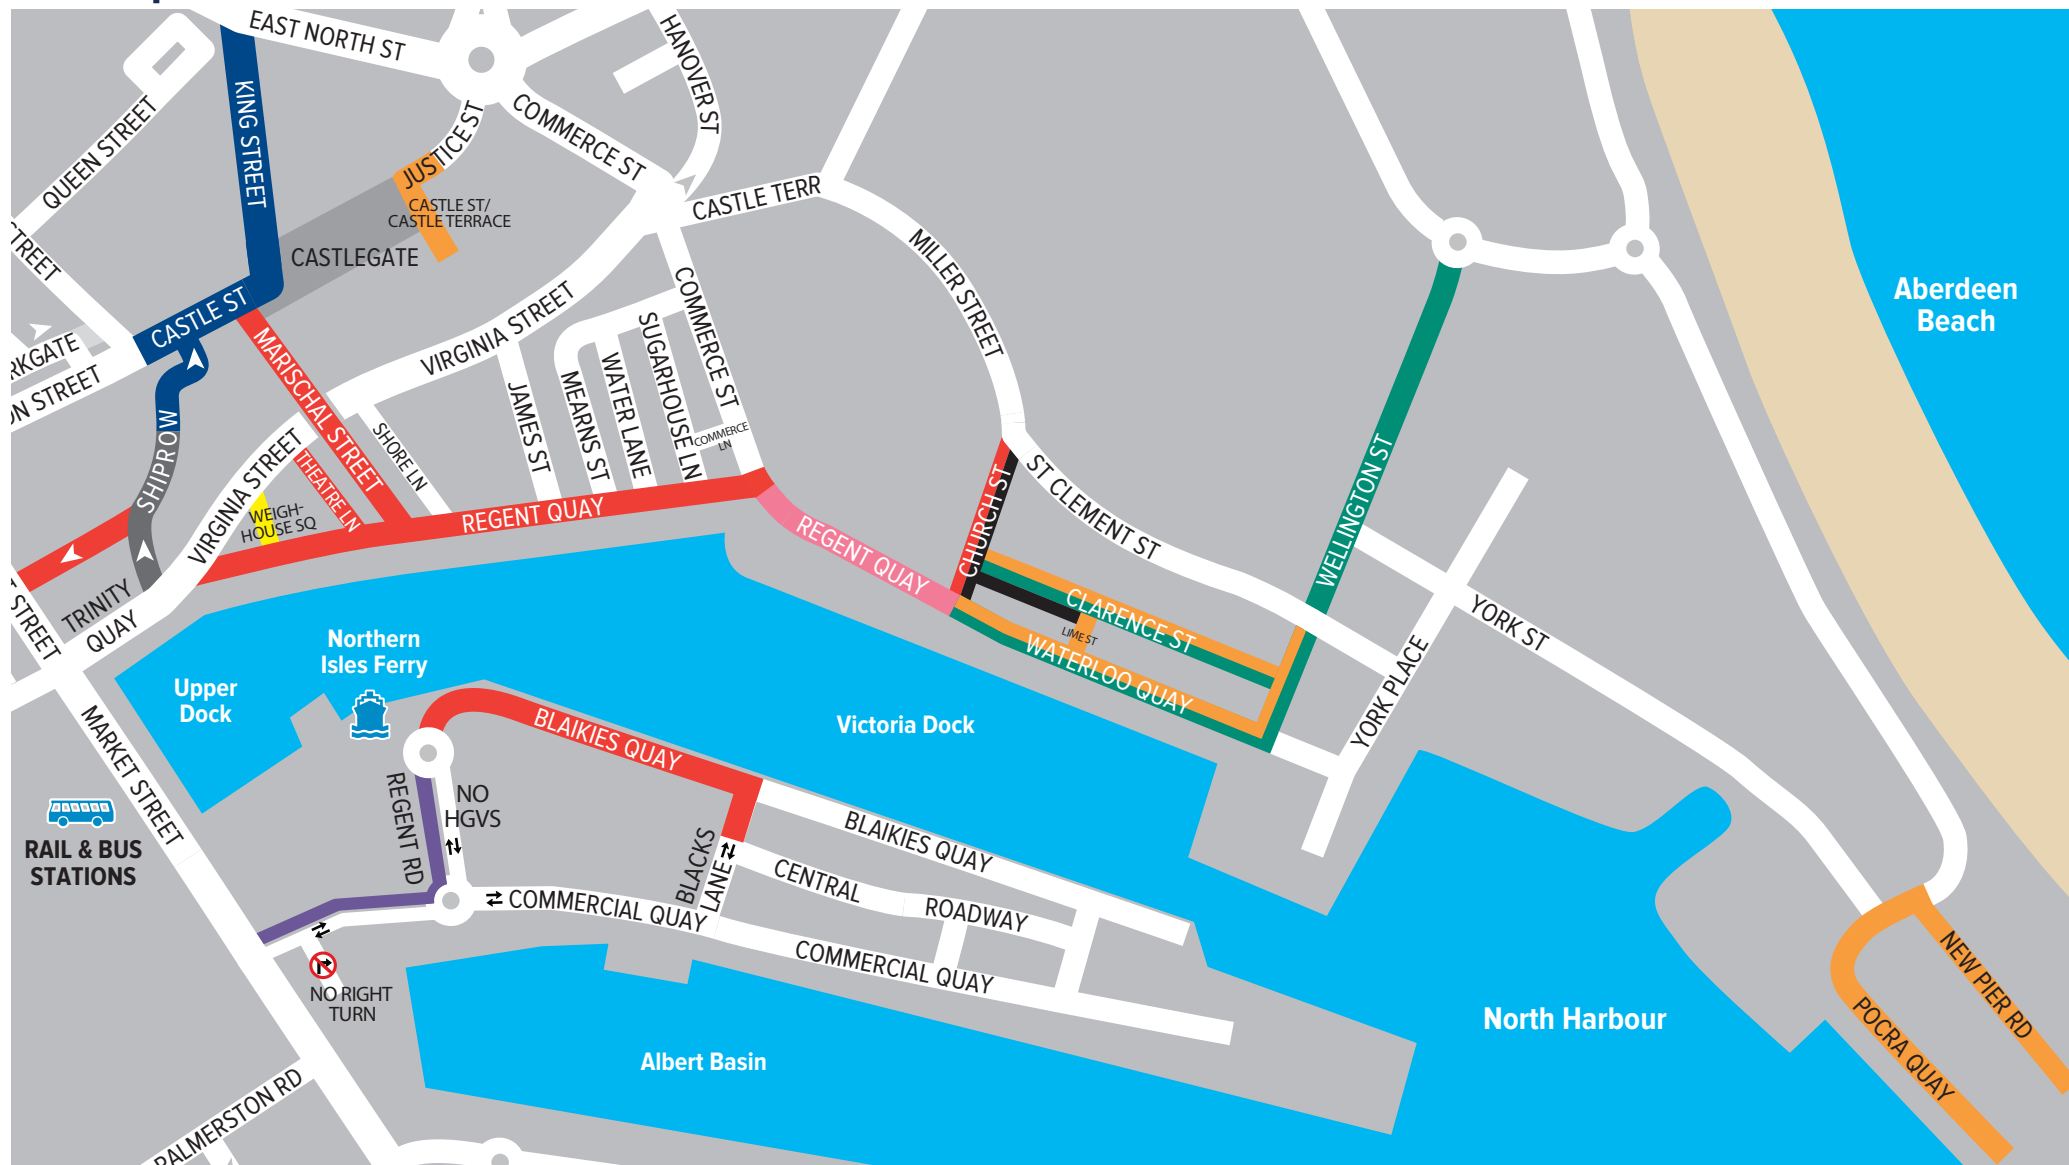 EAST NORTH ST
HANOVER ST
KING STREET
QUEEN STREET
COMMERCE ST
JUSTICE ST
CASTLE ST/
CASTLE TERRACE
CASTLE TERR
STREET
CASTLEGATE
MILLER STREET
Aberdeen
Beach
CASTLE ST
RKGATE
ON STREET
MARISCHAL STREET
VIRGINIA STREET
COMMERCE ST
SUGARHOUSE LN
WATER LANE
MEARNS ST
JAMES ST
COMMERCE
LN
SHORE LN
SHIPROW
VIRGINIA STREET
THEATRE LN
WEIGH-
HOUSE SQ
REGENT QUAY
REGENT QUAY
CHURCH ST
ST CLEMENT ST
WELLINGTON ST
CLARENCE ST
LIME ST
WATERLOO QUAY
YORK ST
YORK PLACE
TRINITY
QUAY
STREET
Northern
Isles Ferry
Upper
Dock
Victoria Dock
BLAIKIES QUAY
MARKET STREET
REGENT RD
NO
HGVS
RAIL & BUS
STATIONS
BLACKS
LANE
BLAIKIES QUAY
CENTRAL
ROADWAY
COMMERCIAL QUAY
COMMERCIAL QUAY
NO RIGHT
TURN
NEW PIER RD
POCRA QUAY
North Harbour
Albert Basin
PALMERSTON RD